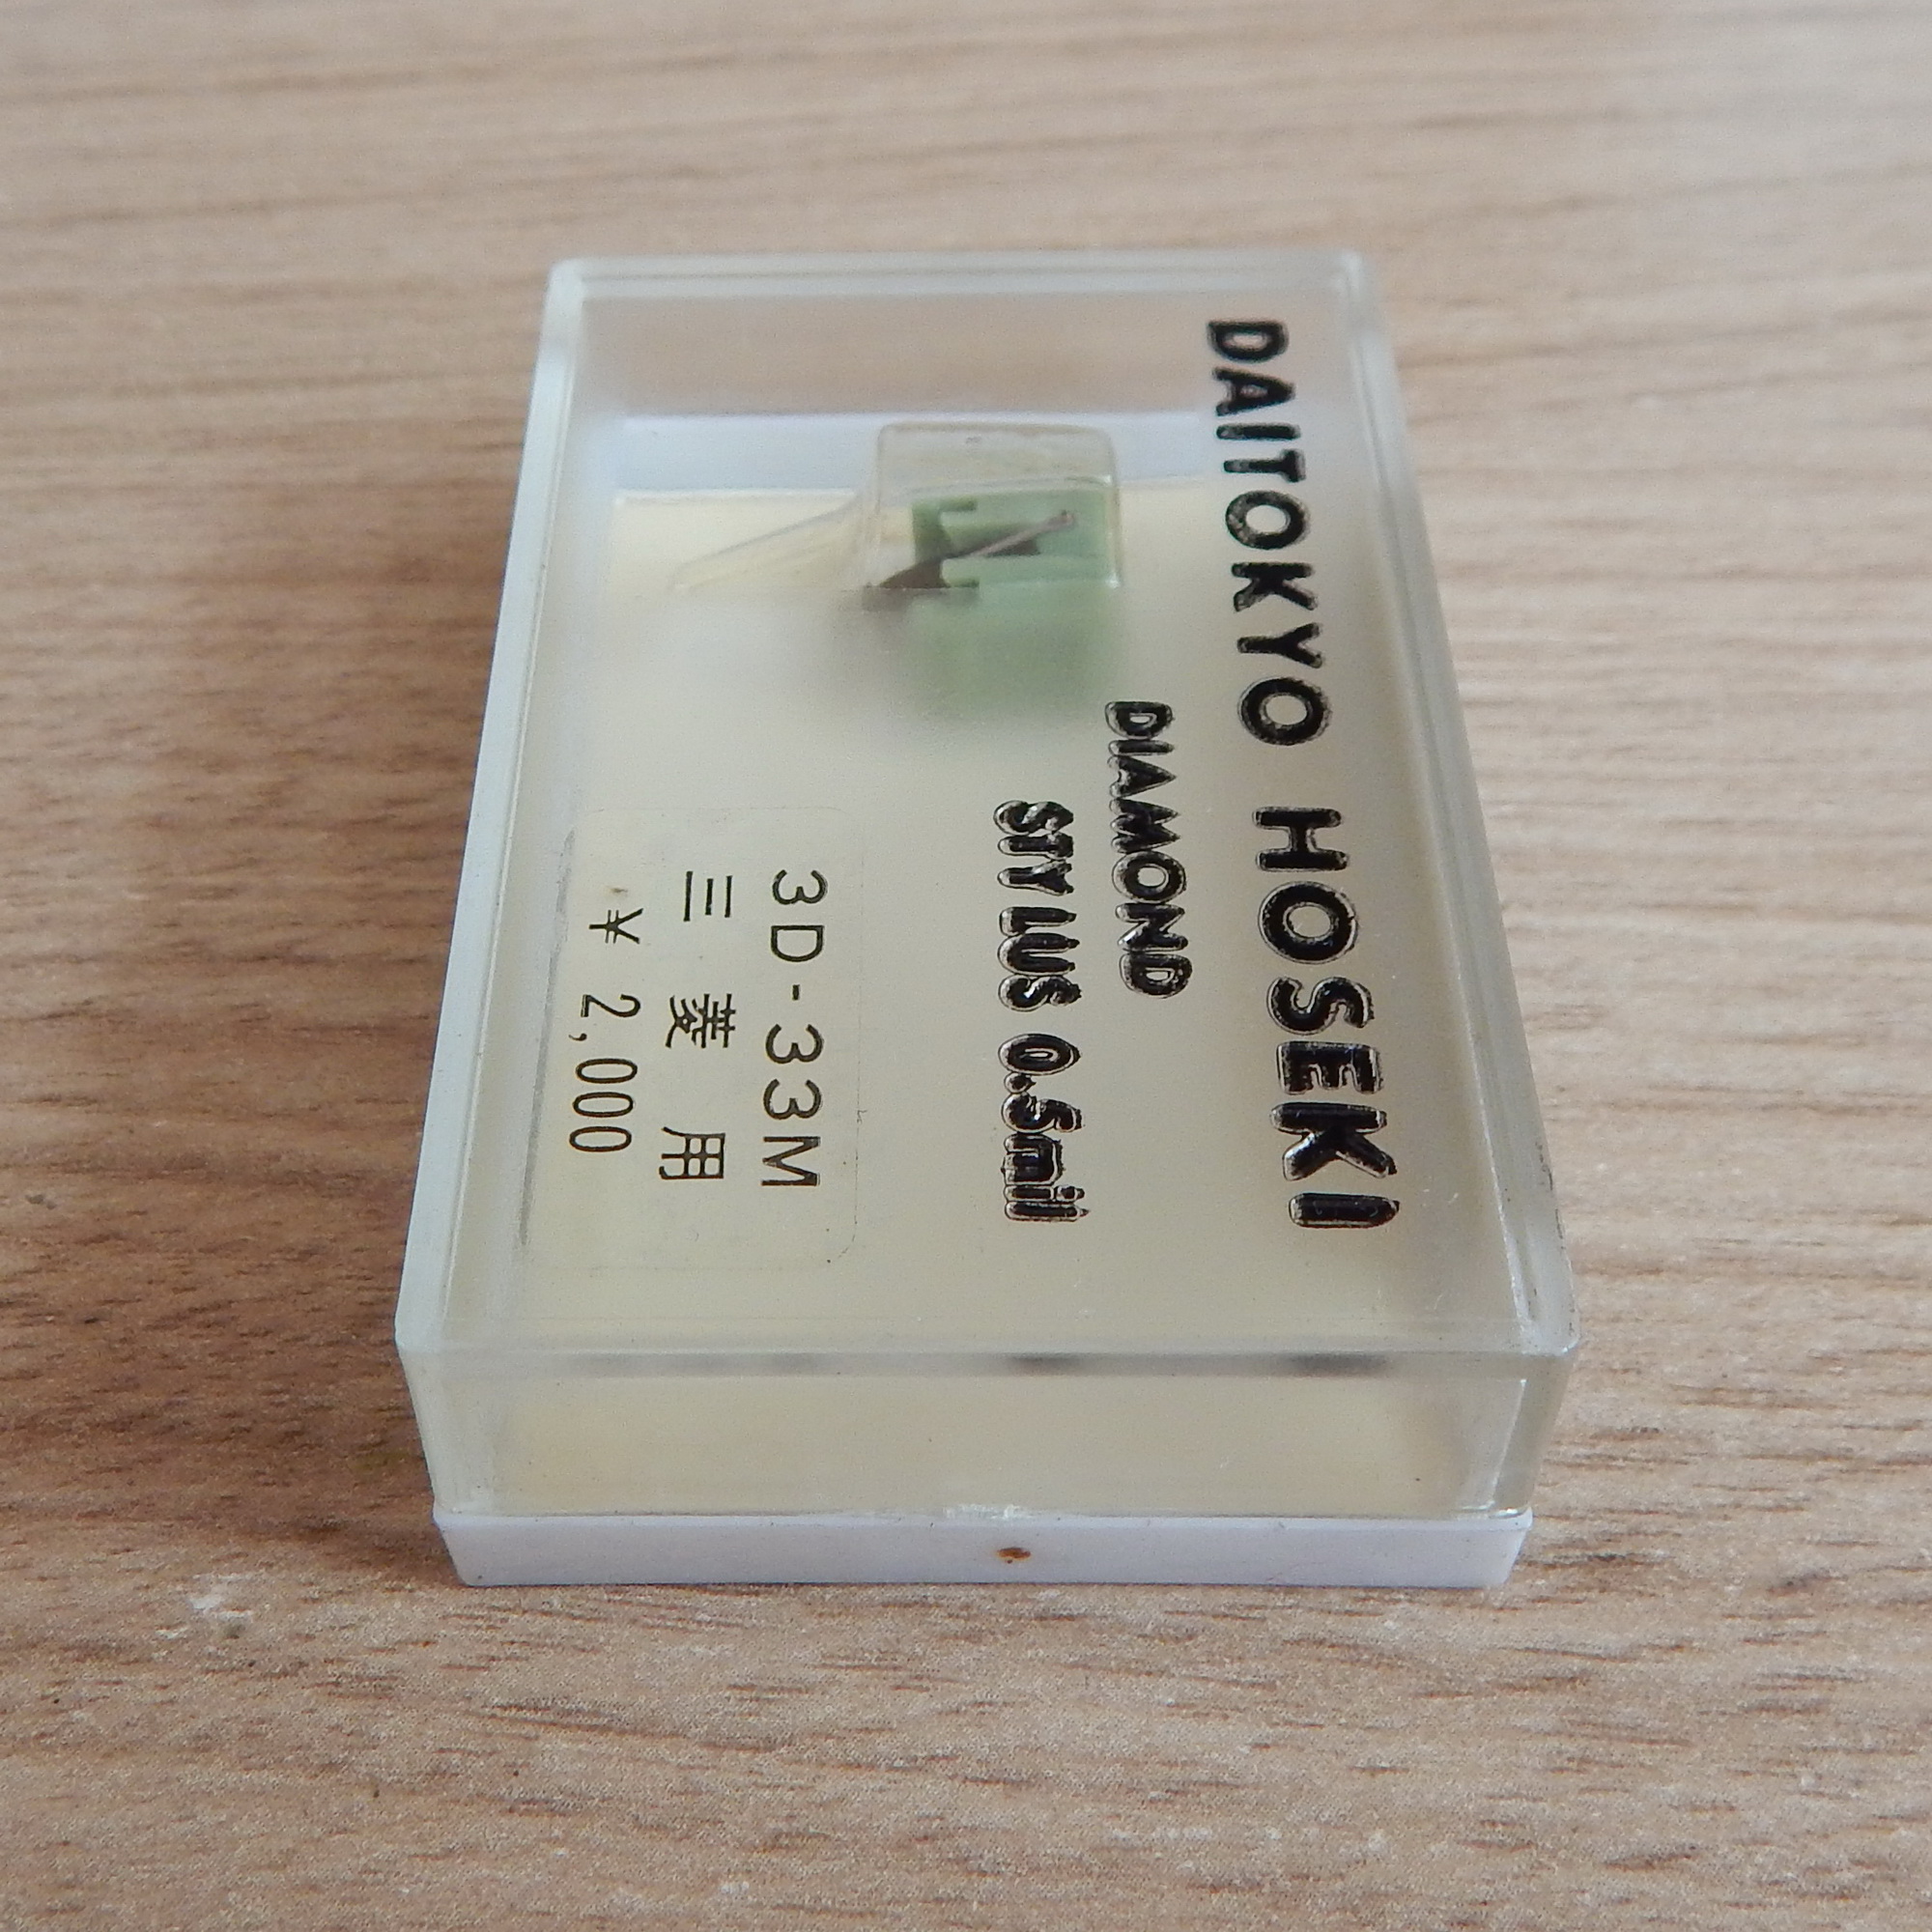 DAITOKYO HOSEKI
DIAMOND
STYLUS 0.5mil
3D-33M
三菱用
¥ 2,000